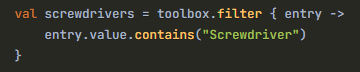 val screwdrivers = toolbox.filter { entry ->
    entry.value.contains("Screwdriver")
}